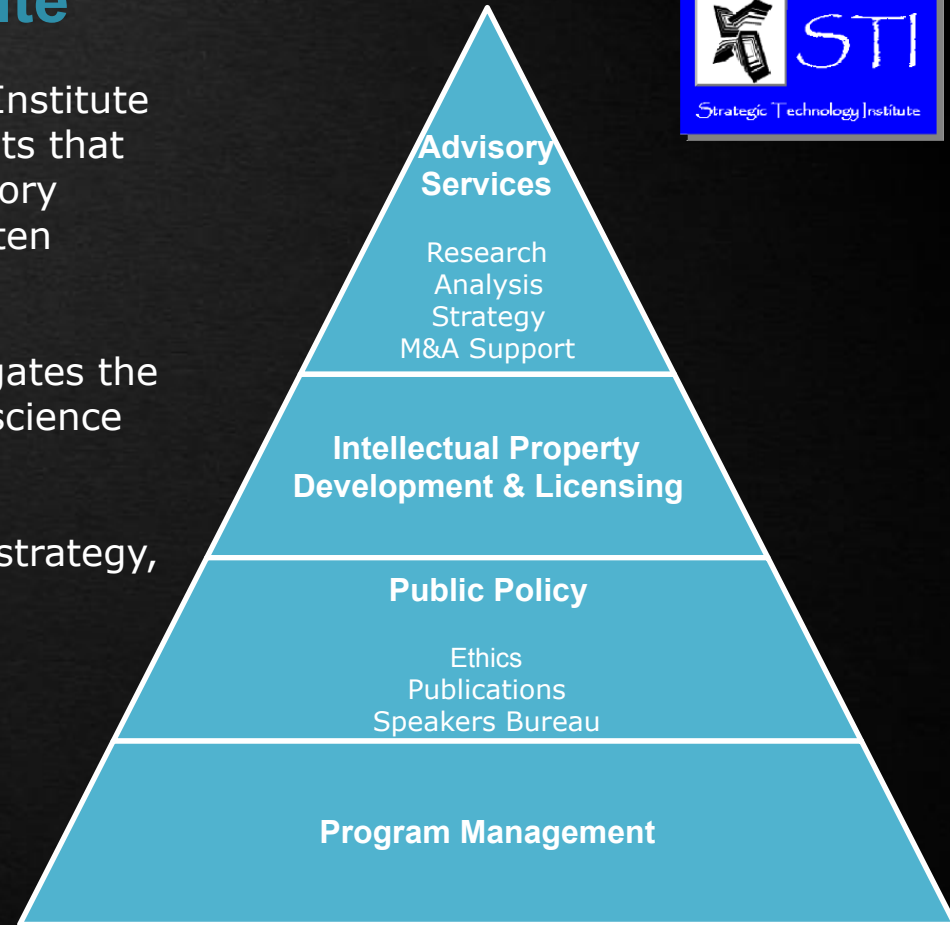 ite
Institute
ts that
ory
ten
gates the
science
strategy,
STI
Strategic Technology Institute
Advisory
Services
Research
Analysis
Strategy
M&A Support
Intellectual Property
Development & Licensing
Public Policy
Ethics
Publications
Speakers Bureau
Program Management